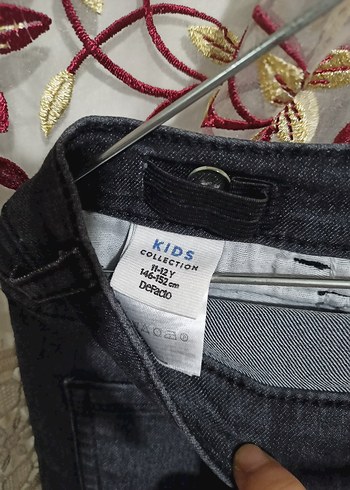 KIDS
COLLECTION
11-12 Y
146-152 cm
DeFacto